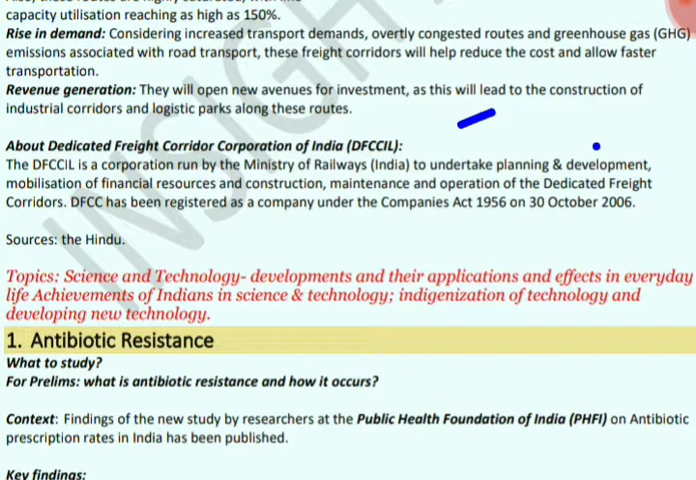 capacity utilisation reaching as high as 150%.
Rise in demand: Considering increased transport demands, overtly congested routes and greenhouse gas (GHG)
emissions associated with road transport, these freight corridors will help reduce the cost and allow faster
transportation.
Revenue generation: They will open new avenues for investment, as this will lead to the construction of
industrial corridors and logistic parks along these routes.
About Dedicated Freight Corridor Corporation of India (DFCCIL):
The DFCCIL is a corporation run by the Ministry of Railways (India) to undertake planning & development,
mobilisation of financial resources and construction, maintenance and operation of the Dedicated Freight
Corridors. DFCC has been registered as a company under the Companies Act 1956 on 30 October 2006.
Sources: the Hindu.
Topics: Science and Technology- developments and their applications and effects in everyday
life Achievements of Indians in science & technology; indigenization of technology and
developing new technology.
1. Antibiotic Resistance
What to study?
For Prelims: what is antibiotic resistance and how it occurs?
Context: Findings of the new study by researchers at the Public Health Foundation of India (PHFI) on Antibiotic
prescription rates in India has been published.
Key findings:
INSIGH